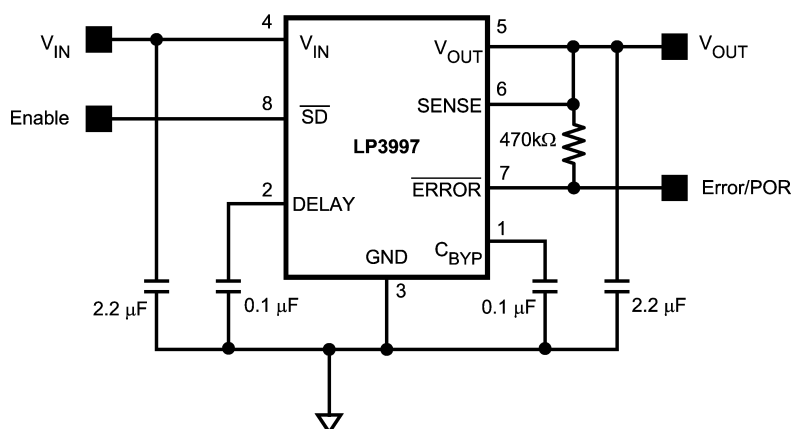 4
5
V_IN
V_IN
V_OUT
V_OUT
6
8
SENSE
Enable
SD
LP3997
470kΩ
7
2
ERROR
Error/POR
DELAY
1
GND
C_BYP
3
2.2 µF
0.1 µF
0.1 µF
2.2 µF